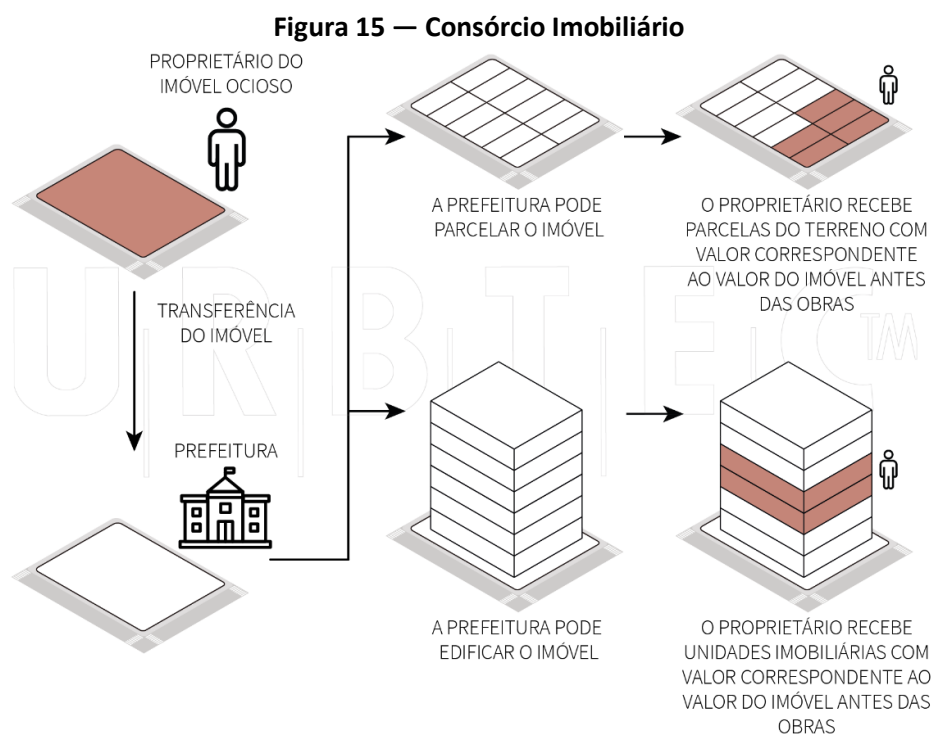 Figura 15 — Consórcio Imobiliário
PROPRIETÁRIO DO
IMÓVEL OCIOSO
TRANSFERÊNCIA
DO IMÓVEL
PREFEITURA
A PREFEITURA PODE
PARCELAR O IMÓVEL
O PROPRIETÁRIO RECEBE
PARCELAS DO TERRENO COM
VALOR CORRESPONDENTE
AO VALOR DO IMÓVEL ANTES
DAS OBRAS
URBTEC™
A PREFEITURA PODE
EDIFICAR O IMÓVEL
O PROPRIETÁRIO RECEBE
UNIDADES IMOBILIÁRIAS COM
VALOR CORRESPONDENTE AO
VALOR DO IMÓVEL ANTES DAS
OBRAS